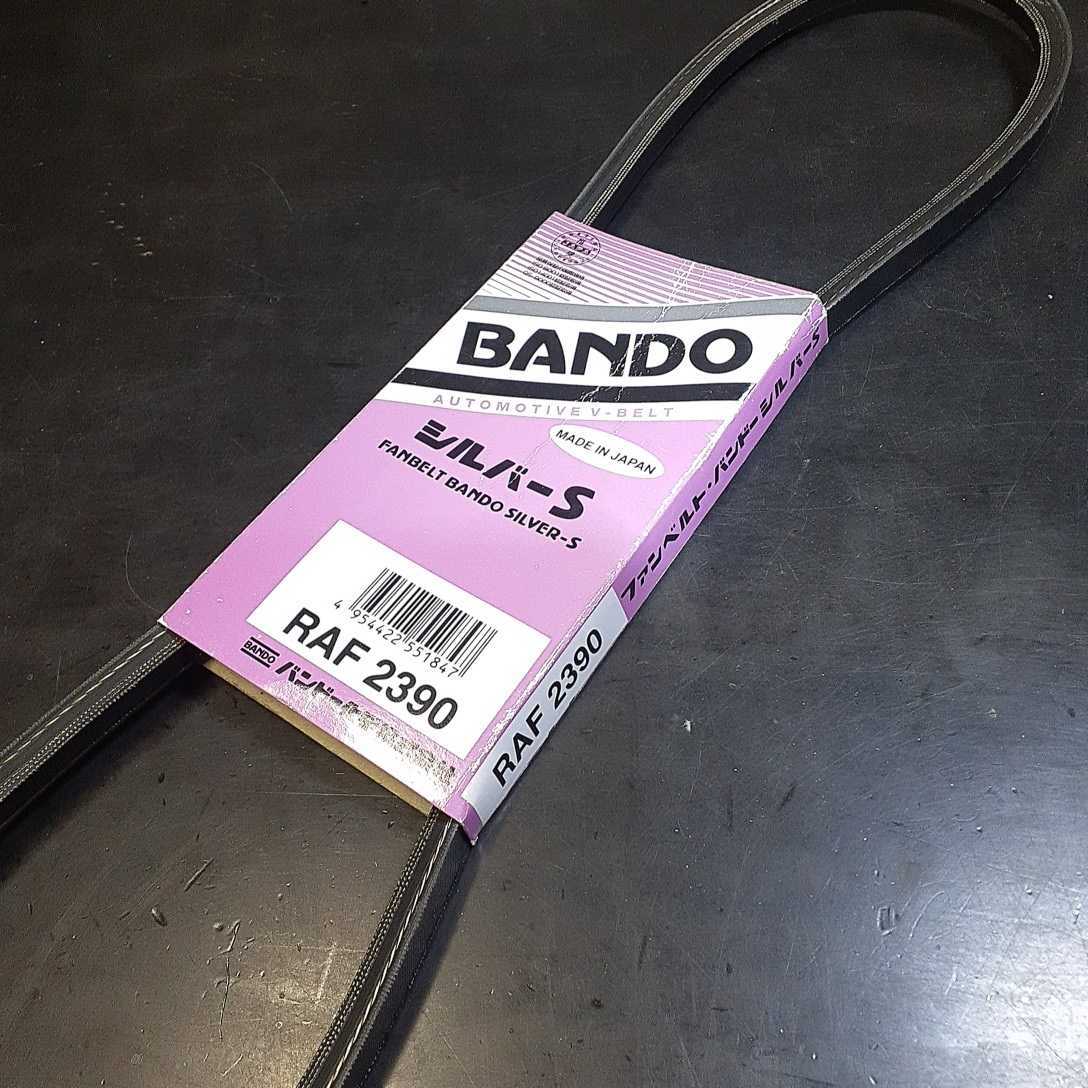 BANDO
AUTOMOTIVE V-BELT
シルバーS
MADE IN JAPAN
FANBELT BANDO SILVER-S
4 954422 551847
RAF 2390
BANDO
ファンベルト・バンドーシルバーS
RAF 2390